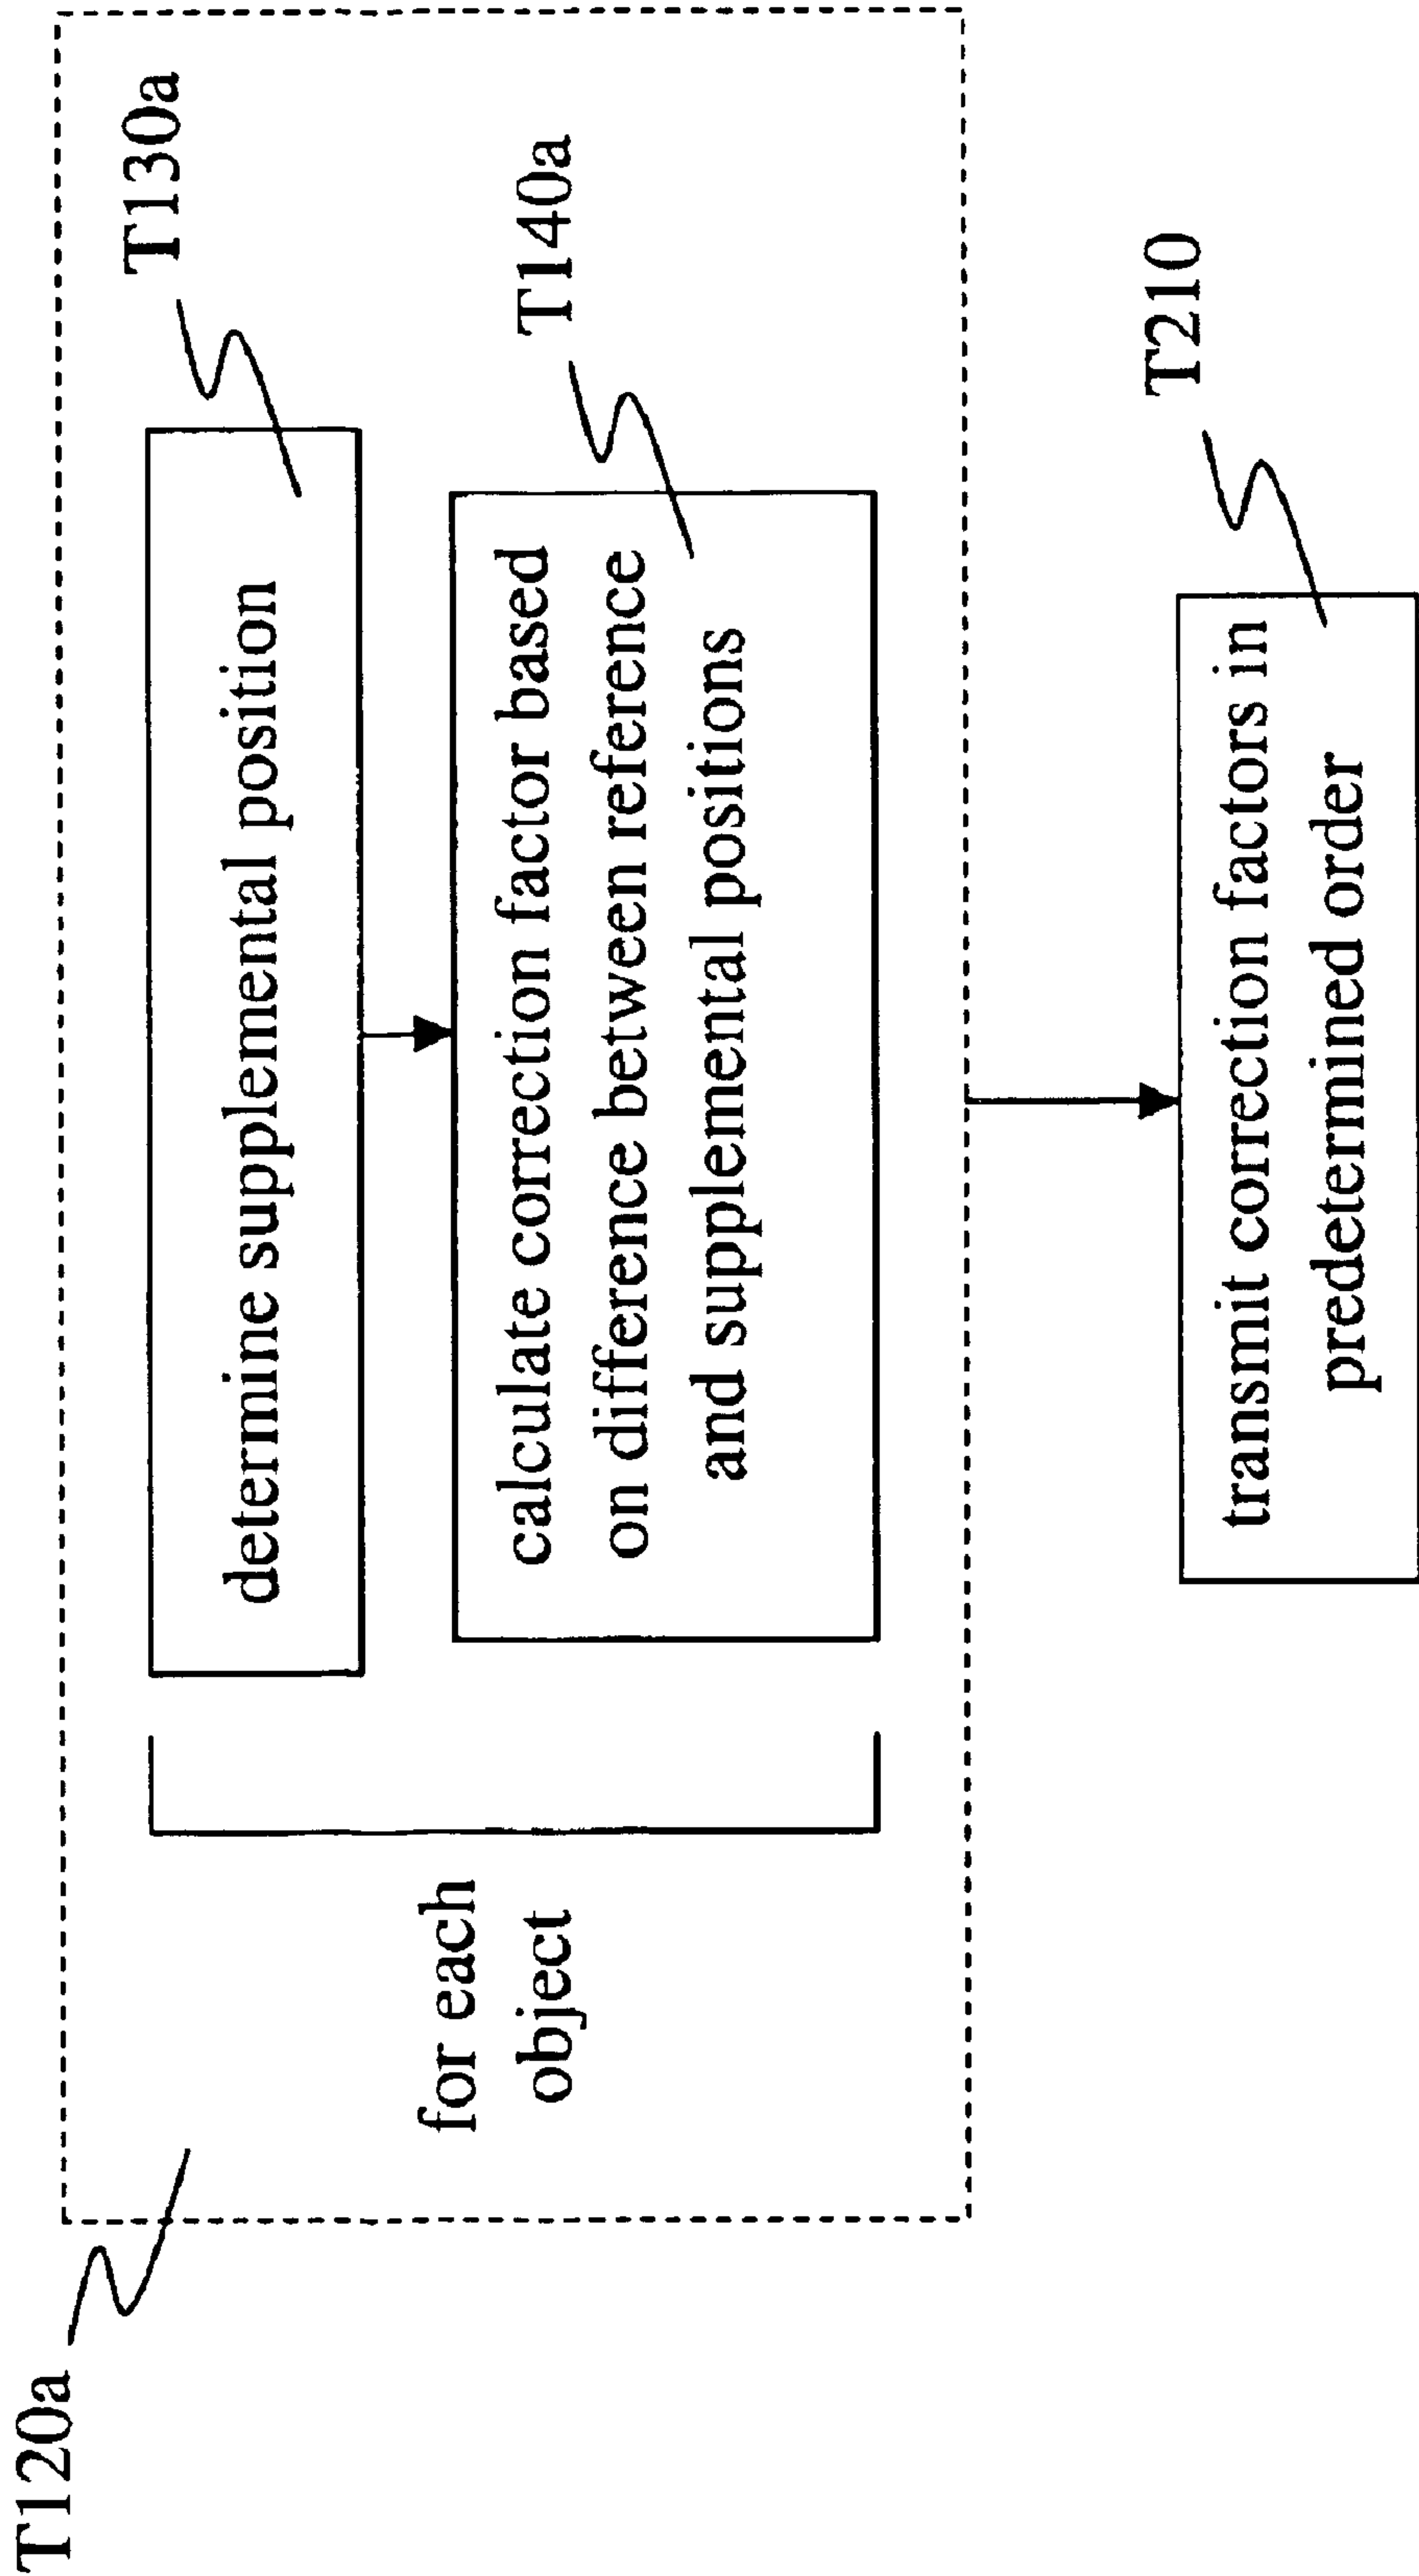 T120a
T130a
determine supplemental position
for each
object
T140a
calculate correction factor based
on difference between reference
and supplemental positions
T210
transmit correction factors in
predetermined order